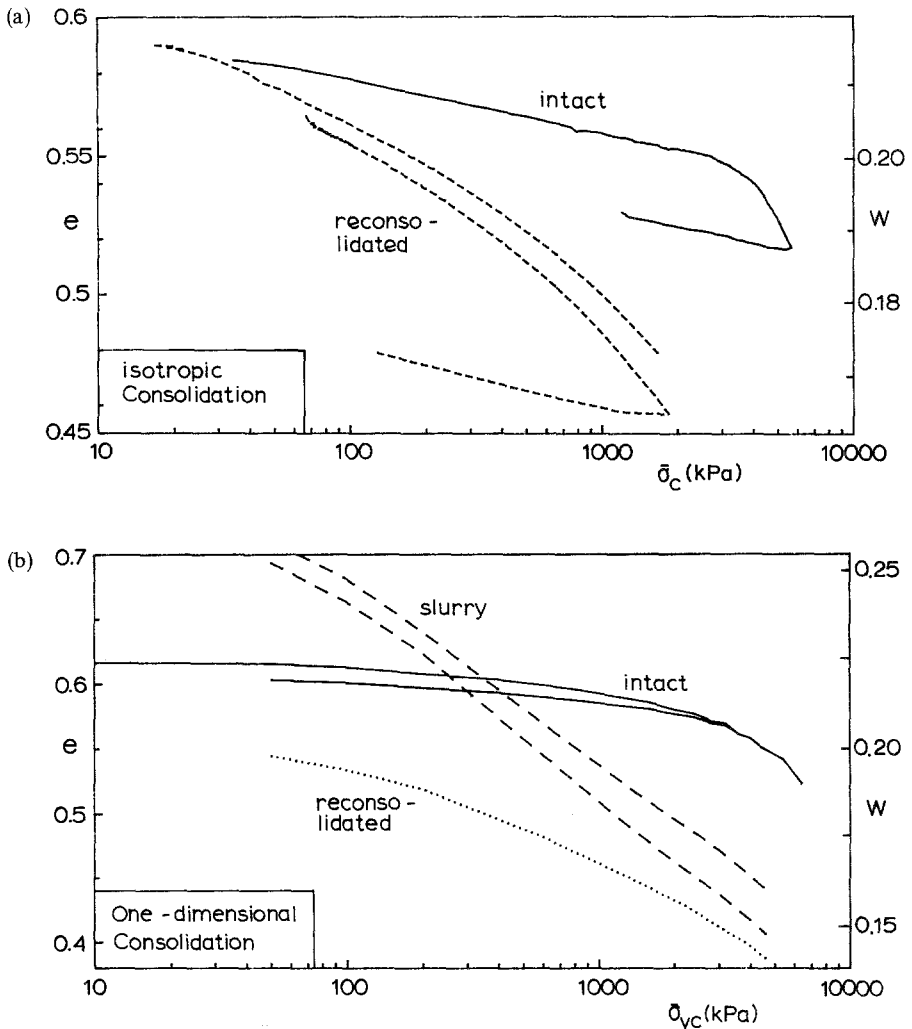 (a)
0.6
0.55
e
0.5
0.45
intact
reconso-
lidated
isotropic
Consolidation
0.20
W
0.18
10
100
1000
10000
σ̄c (kPa)
(b)
0.7
0.6
e
0.5
0.4
slurry
intact
reconso-
lidated
One-dimensional
Consolidation
0.25
0.20
W
0.15
10
100
1000
10000
σ̄vc (kPa)